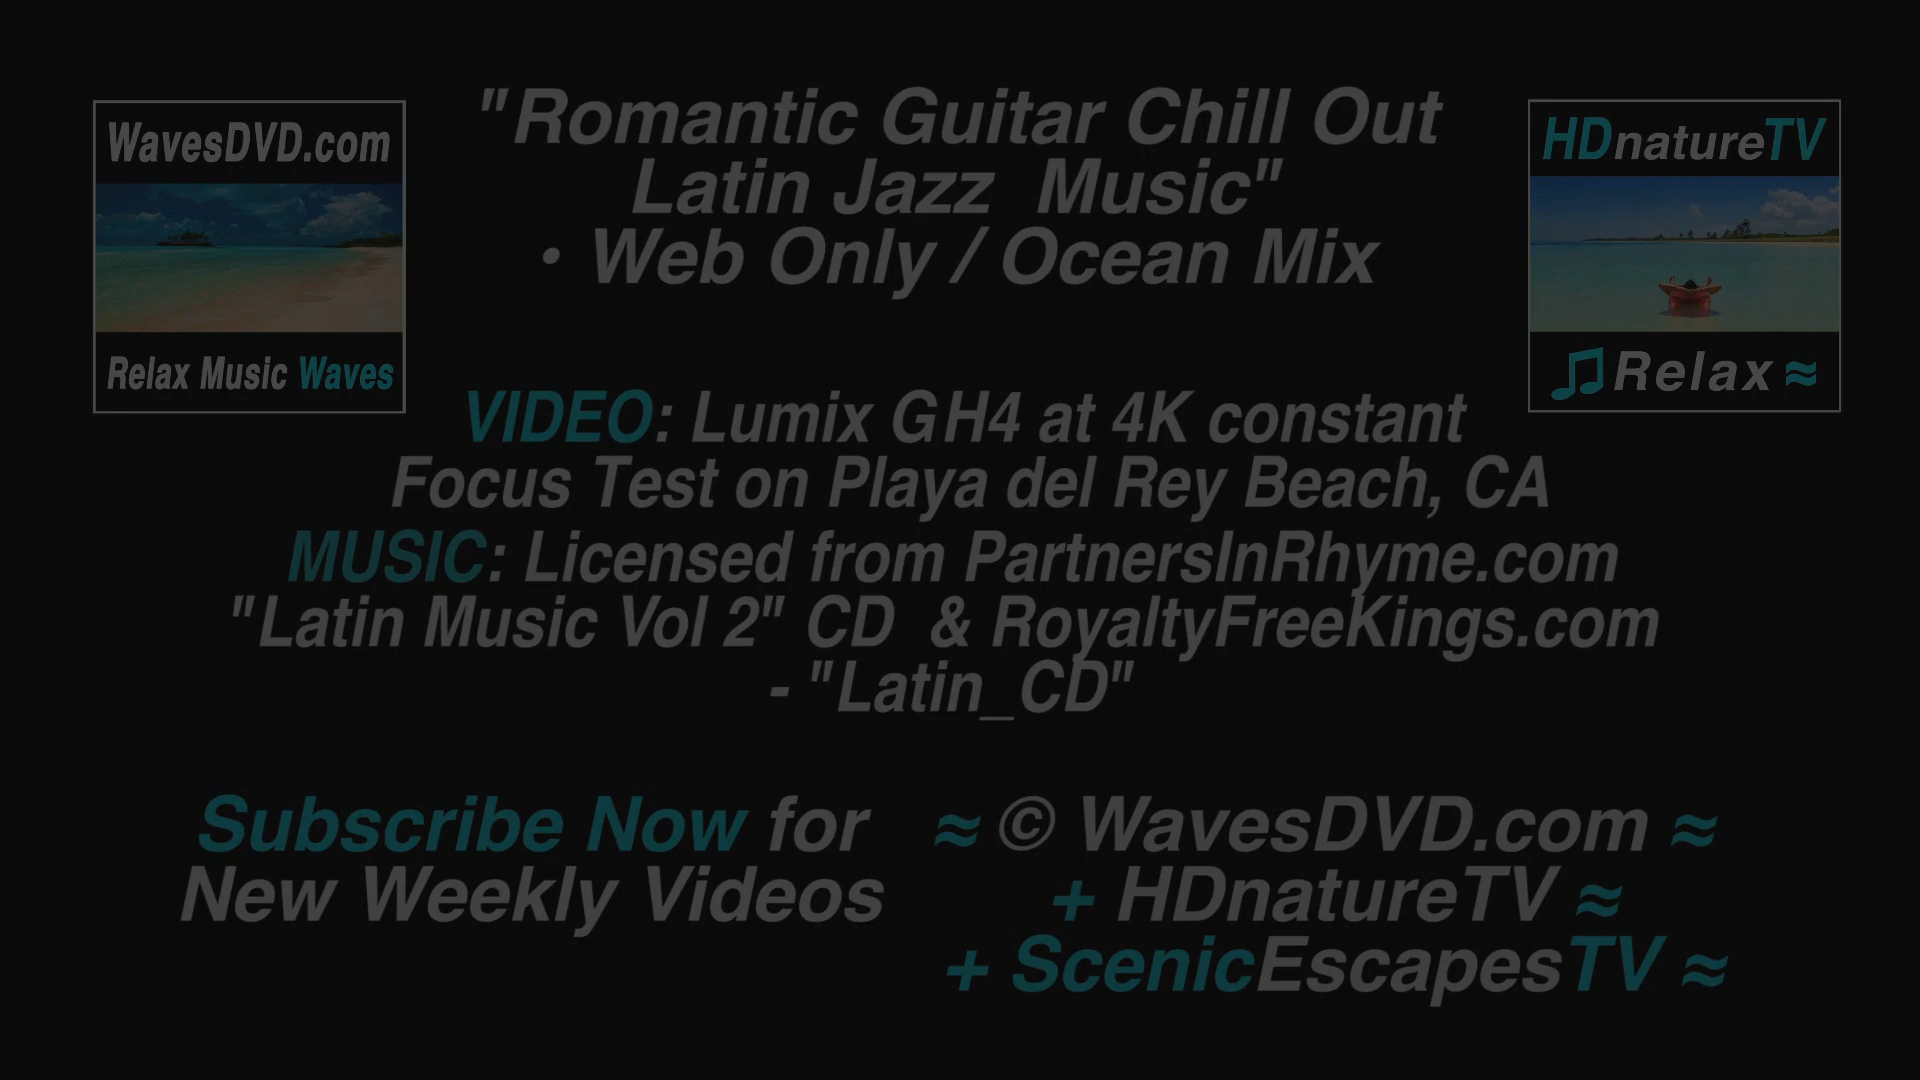 WavesDVD.com
Relax Music Waves
"Romantic Guitar Chill Out
Latin Jazz  Music"
• Web Only / Ocean Mix
HDnatureTV
♫Relax≈
VIDEO: Lumix GH4 at 4K constant
Focus Test on Playa del Rey Beach, CA
MUSIC: Licensed from PartnersInRhyme.com
"Latin Music Vol 2" CD  & RoyaltyFreeKings.com
- "Latin_CD"
Subscribe Now for
New Weekly Videos
≈ © WavesDVD.com ≈
+ HDnatureTV ≈
+ ScenicEscapesTV ≈